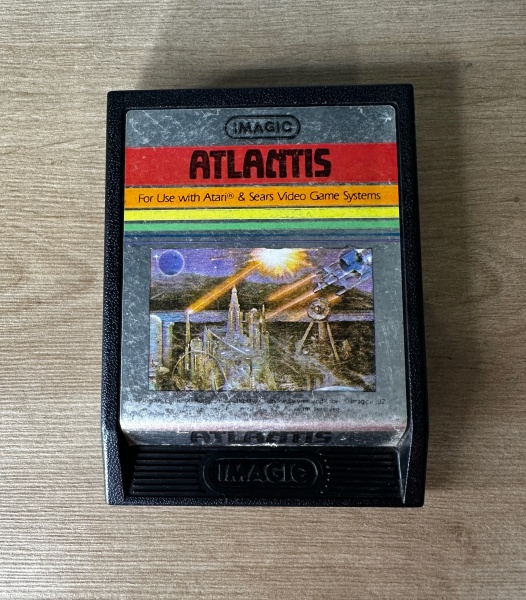 IMAGIC
ATLANTIS
For Use with Atari® & Sears Video Game Systems
ATLANTIS
IMAGIC